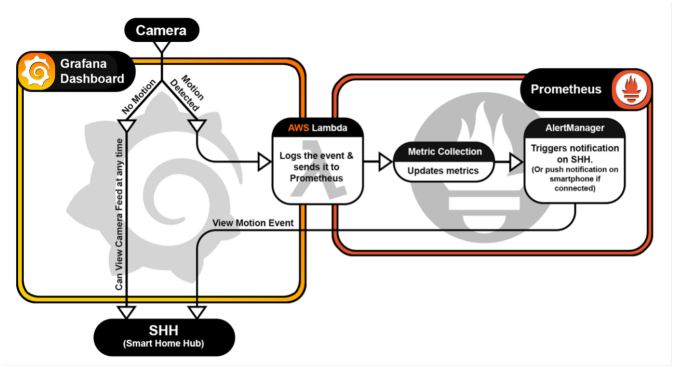 Camera
Grafana
Dashboard
No Motion
Motion
Detected
Can View Camera Feed at any time
AWS Lambda
Logs the event &
sends it to
Prometheus
Prometheus
Metric Collection
Updates metrics
AlertManager
Triggers notification
on SHH.
(Or push notification on
smartphone if
connected)
View Motion Event
SHH
(Smart Home Hub)